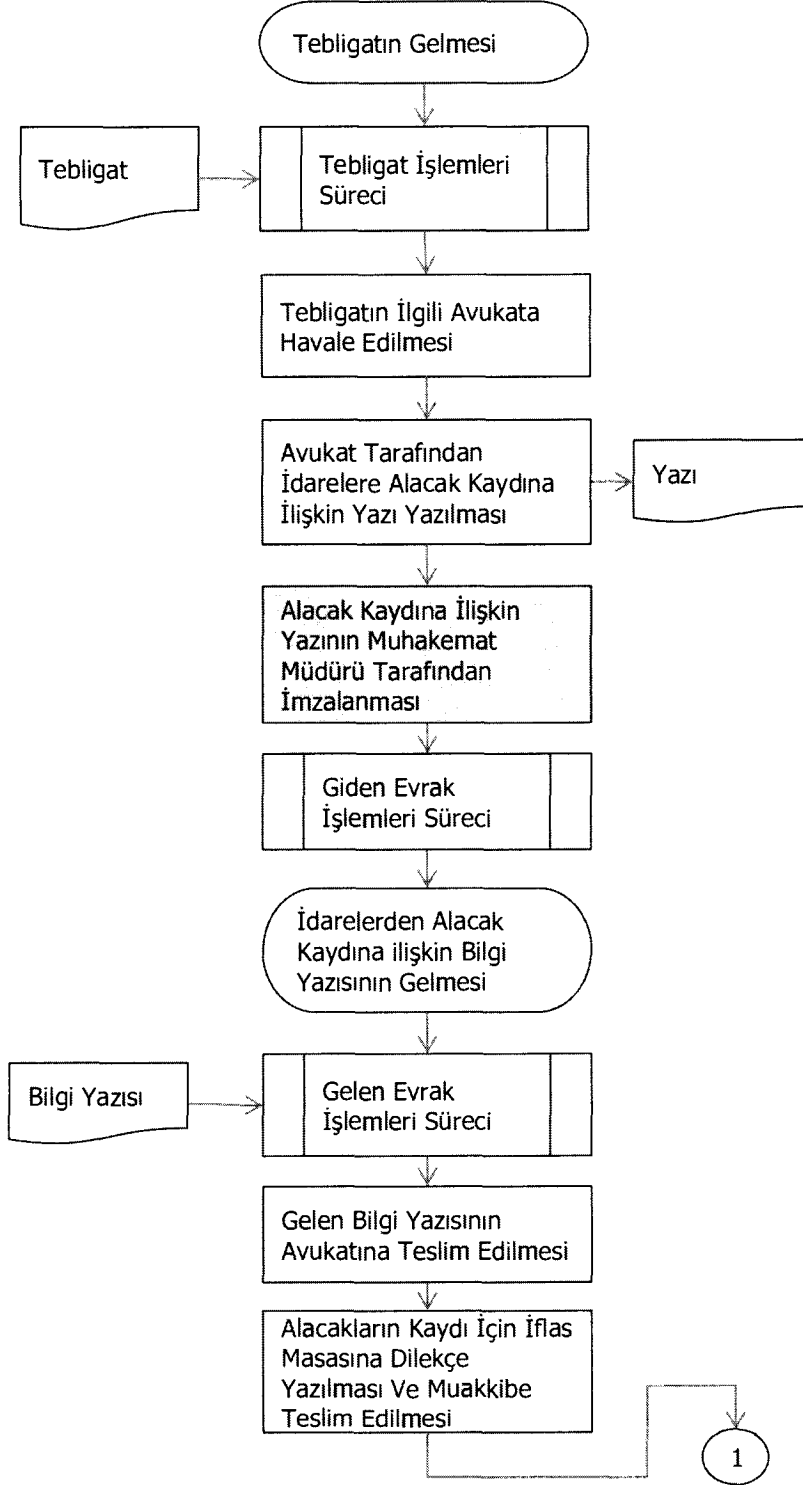 Tebligatın Gelmesi
Tebligat
Tebligat İşlemleri
Süreci
Tebligatın İlgili Avukata
Havale Edilmesi
Avukat Tarafından
İdarelere Alacak Kaydına
İlişkin Yazı Yazılması
Yazı
Alacak Kaydına İlişkin
Yazının Muhakemat
Müdürü Tarafından
İmzalanması
Giden Evrak
İşlemleri Süreci
İdarelerden Alacak
Kaydına ilişkin Bilgi
Yazısının Gelmesi
Bilgi Yazısı
Gelen Evrak
İşlemleri Süreci
Gelen Bilgi Yazısının
Avukatına Teslim Edilmesi
Alacakların Kaydı İçin İflas
Masasına Dilekçe
Yazılması Ve Muakkibe
Teslim Edilmesi
1